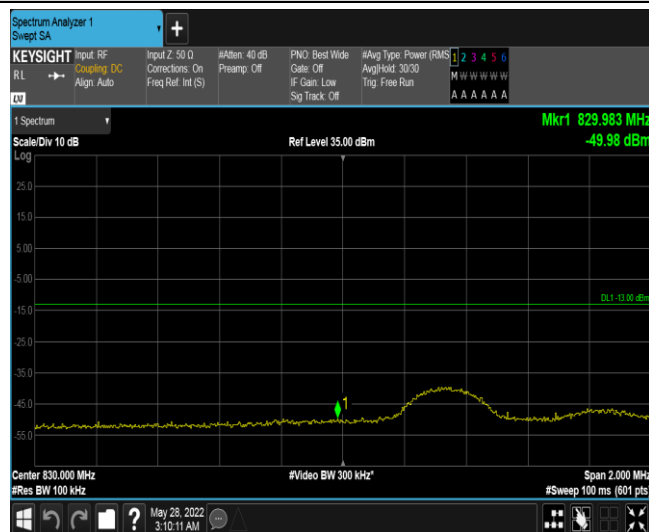 Spectrum Analyzer 1
Swept SA
+
KEYSIGHT
RL
Input: RF
Coupling: DC
Align: Auto
Input Z: 50 Ω
Corrections: On
Freq Ref: Int (S)
#Atten: 40 dB
Preamp: Off
PNO: Best Wide
Gate: Off
IF Gain: Low
Sig Track: Off
#Avg Type: Power (RMS
Avg|Hold: 30/30
Trig: Free Run
1 2 3 4 5 6
M W W W W W
A A A A A A
1 Spectrum
Mkr1 829.983 MHz
-49.98 dBm
Scale/Div 10 dB
Ref Level 35.00 dBm
Log
25.0
15.0
5.00
-5.00
DL1 -13.00 dBm
-15.0
-25.0
-35.0
1
-45.0
-55.0
Center 830.000 MHz
#Video BW 300 kHz*
Span 2.000 MHz
#Res BW 100 kHz
#Sweep 100 ms (601 pts)
?
May 28, 2022
3:10:11 AM